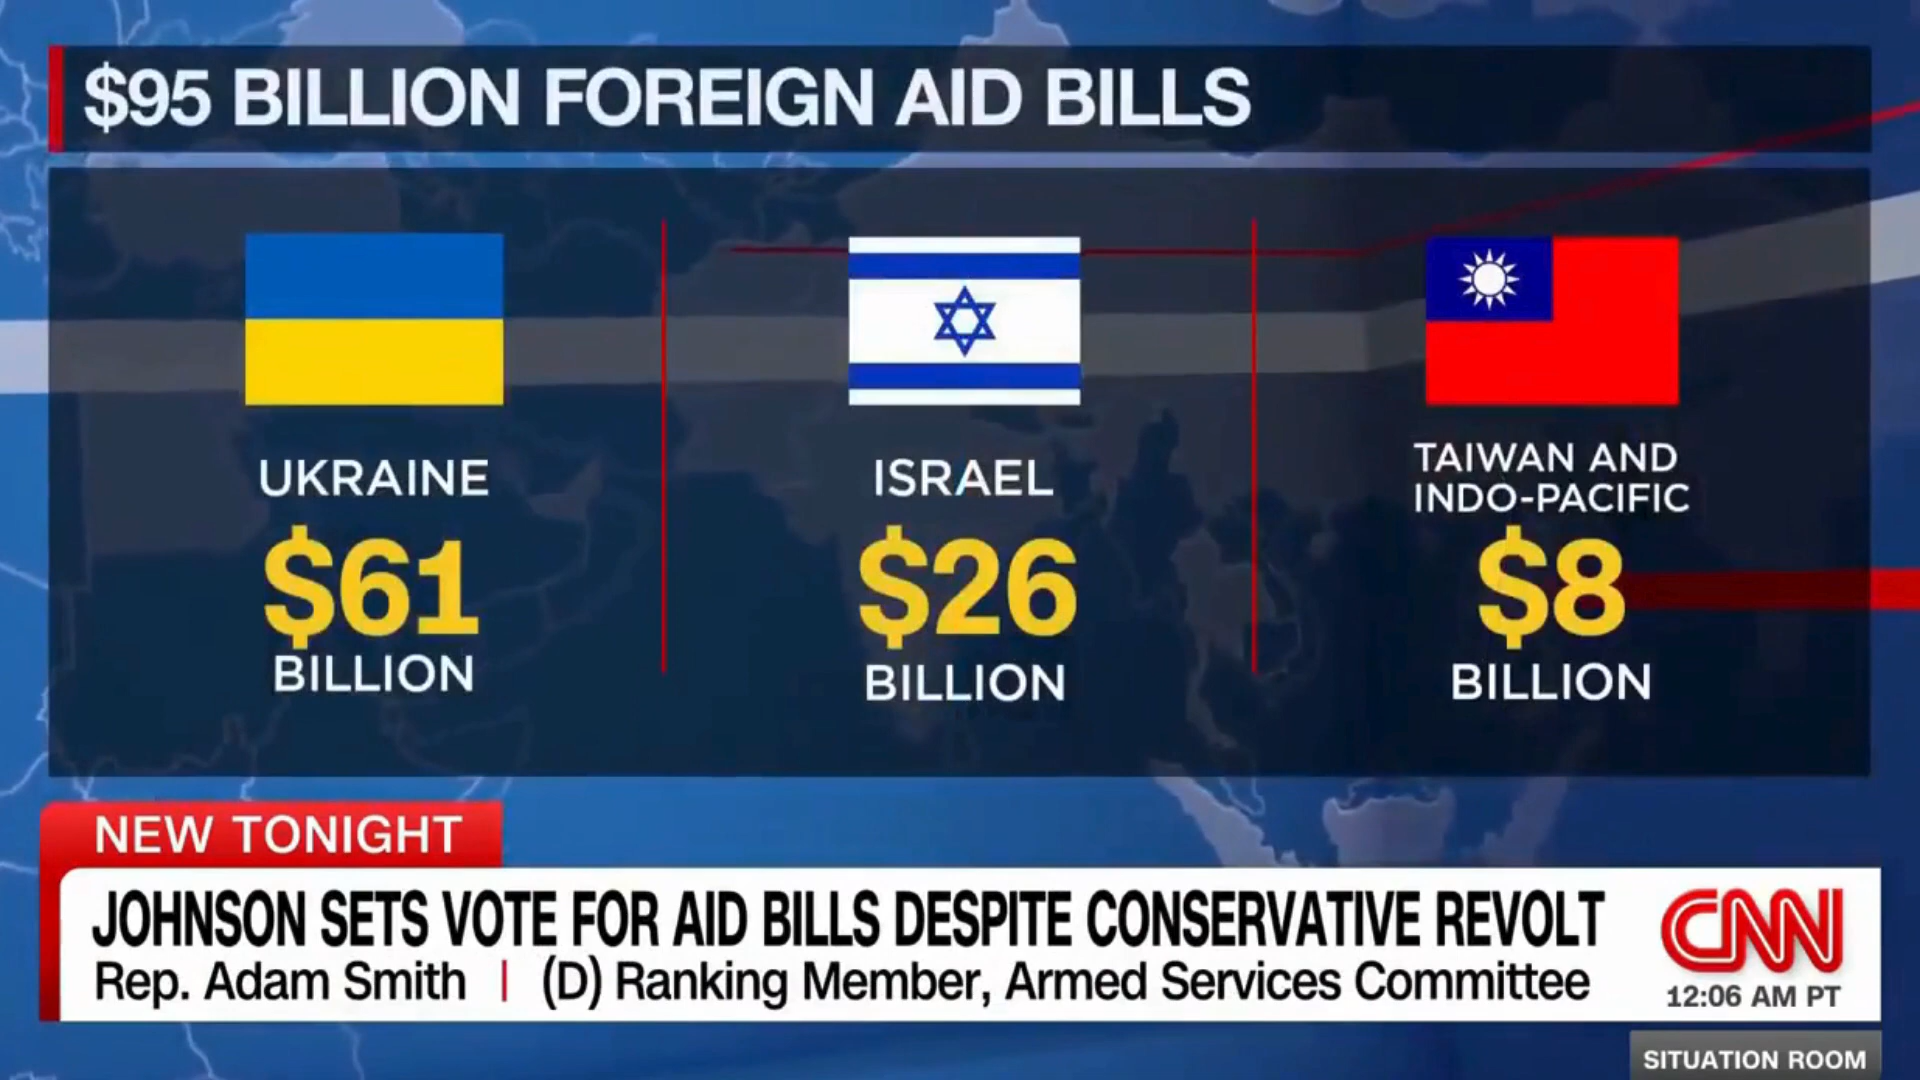 $95 BILLION FOREIGN AID BILLS
UKRAINE
$61
BILLION
ISRAEL
$26
BILLION
TAIWAN AND
INDO-PACIFIC
$8
BILLION
NEW TONIGHT
JOHNSON SETS VOTE FOR AID BILLS DESPITE CONSERVATIVE REVOLT
Rep. Adam Smith | (D) Ranking Member, Armed Services Committee
CNN
12:06 AM PT
SITUATION ROOM